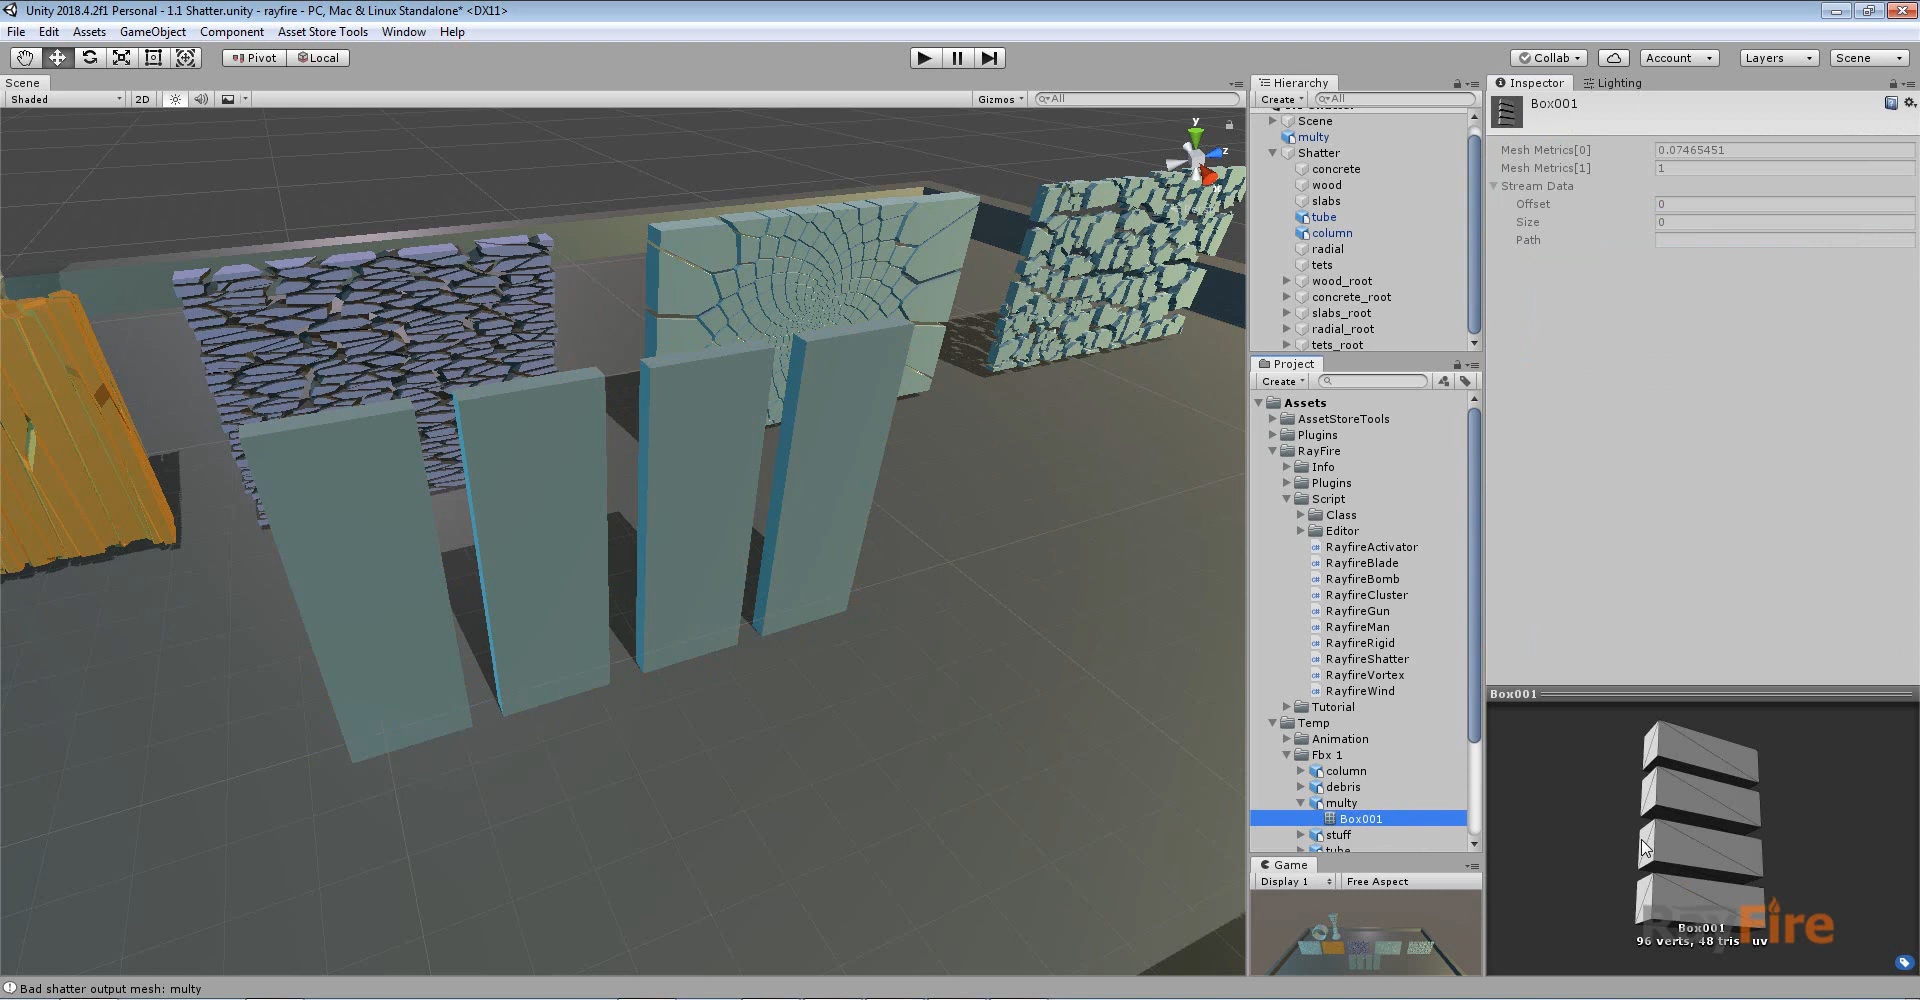 Unity 2018.4.2f1 Personal - 1.1 Shatter.unity - rayfire - PC, Mac & Linux Standalone* <DX11>
File Edit Assets GameObject Component Asset Store Tools Window Help
Pivot Local Collab Account Layers Scene
Scene
Shaded 2D Gizmos All
y
z
Hierarchy
Create All
Scene
multy
Shatter
concrete
wood
slabs
tube
column
radial
tets
wood_root
concrete_root
slabs_root
radial_root
tets_root
Project
Create
Assets
AssetStoreTools
Plugins
RayFire
Info
Plugins
Script
Class
Editor
RayfireActivator
RayfireBlade
RayfireBomb
RayfireCluster
RayfireGun
RayfireMan
RayfireRigid
RayfireShatter
RayfireVortex
RayfireWind
Tutorial
Temp
Animation
Fbx 1
column
debris
multy
Box001
stuff
tube
Game
Display 1 Free Aspect
Inspector Lighting
Box001
Mesh Metrics[0] 0.07465451
Mesh Metrics[1] 1
Stream Data
Offset 0
Size 0
Path
Box001
RayFire
Box001
96 verts, 48 tris uv
Bad shatter output mesh: multy